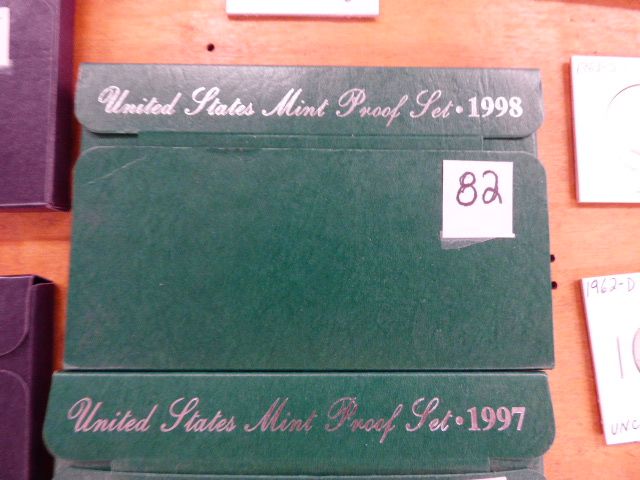 United States Mint Proof Set · 1998
82
1962-D
UNC
United States Mint Proof Set · 1997